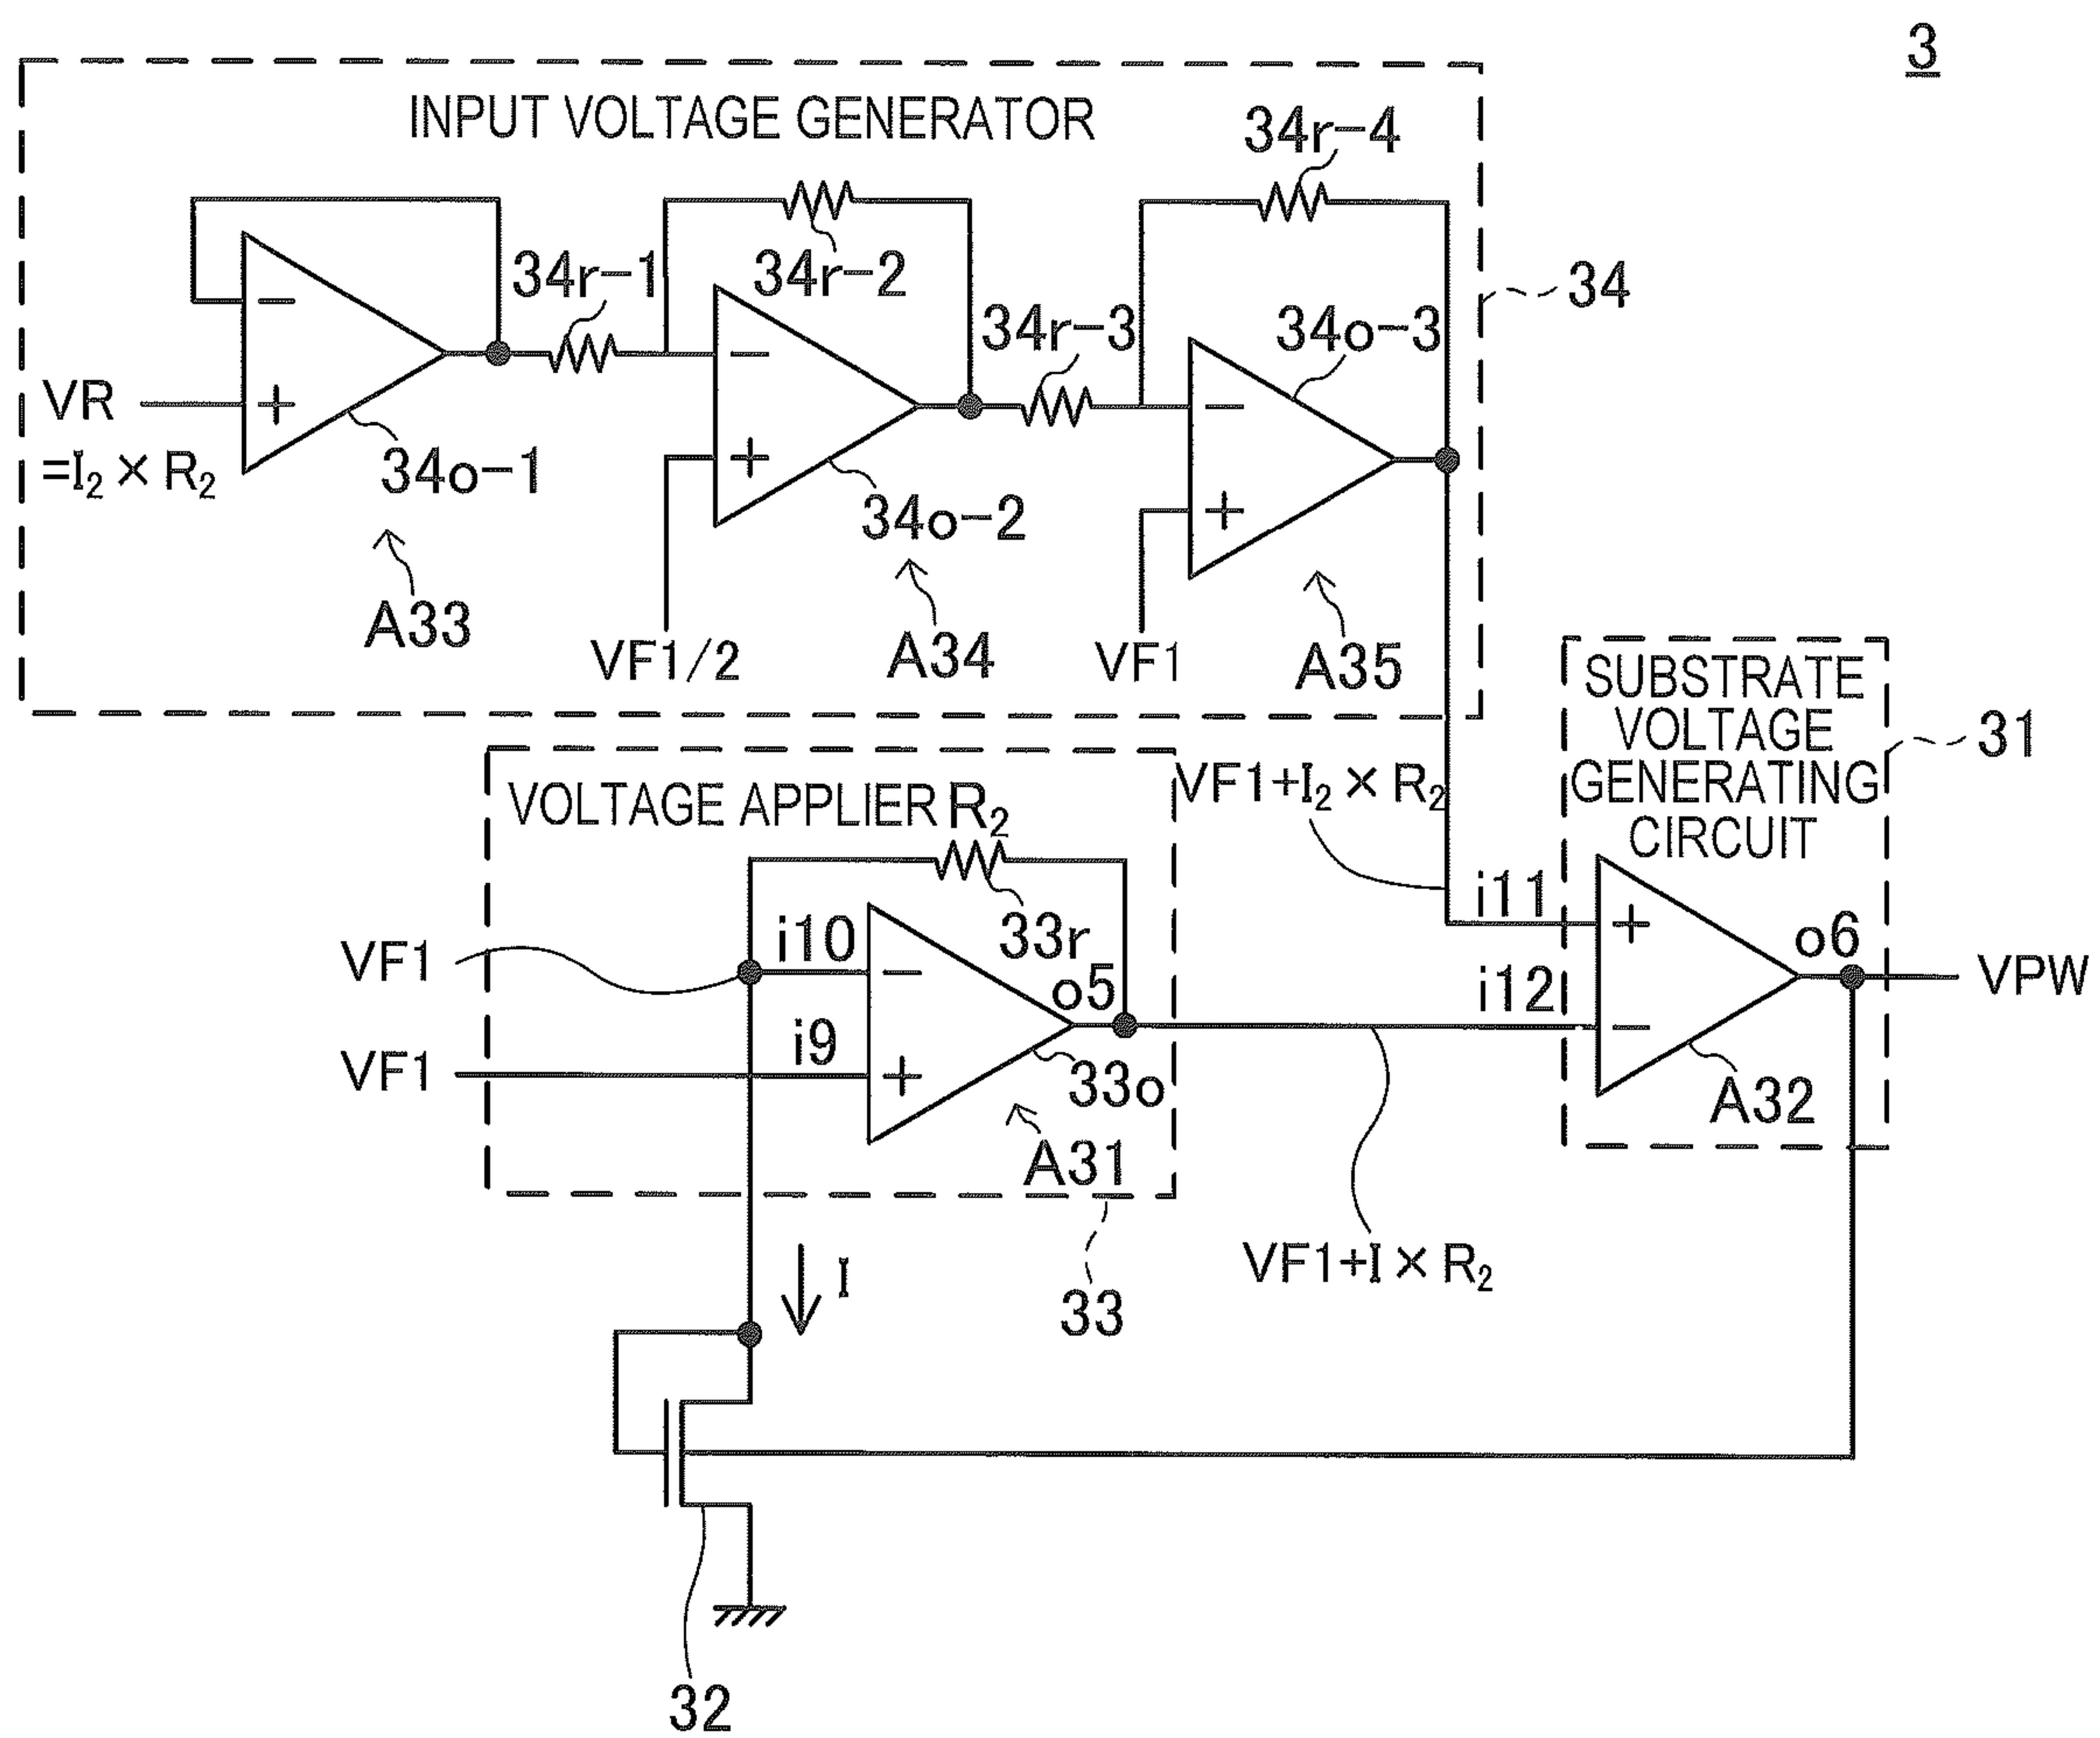 3
INPUT VOLTAGE GENERATOR
34r-4
34r-1
34r-2
34r-3
34o-3
34
VR
=I₂ × R₂
34o-1
34o-2
A33
VF1/2
A34
VF1
A35
SUBSTRATE
VOLTAGE
GENERATING
CIRCUIT
31
VF1+I₂ × R₂
VOLTAGE APPLIER R₂
33r
i11
o6
VPW
VF1
i10
o5
i12
VF1
i9
33o
A32
A31
I
VF1+I × R₂
33
32
-
+
-
+
-
+
-
+
+
-